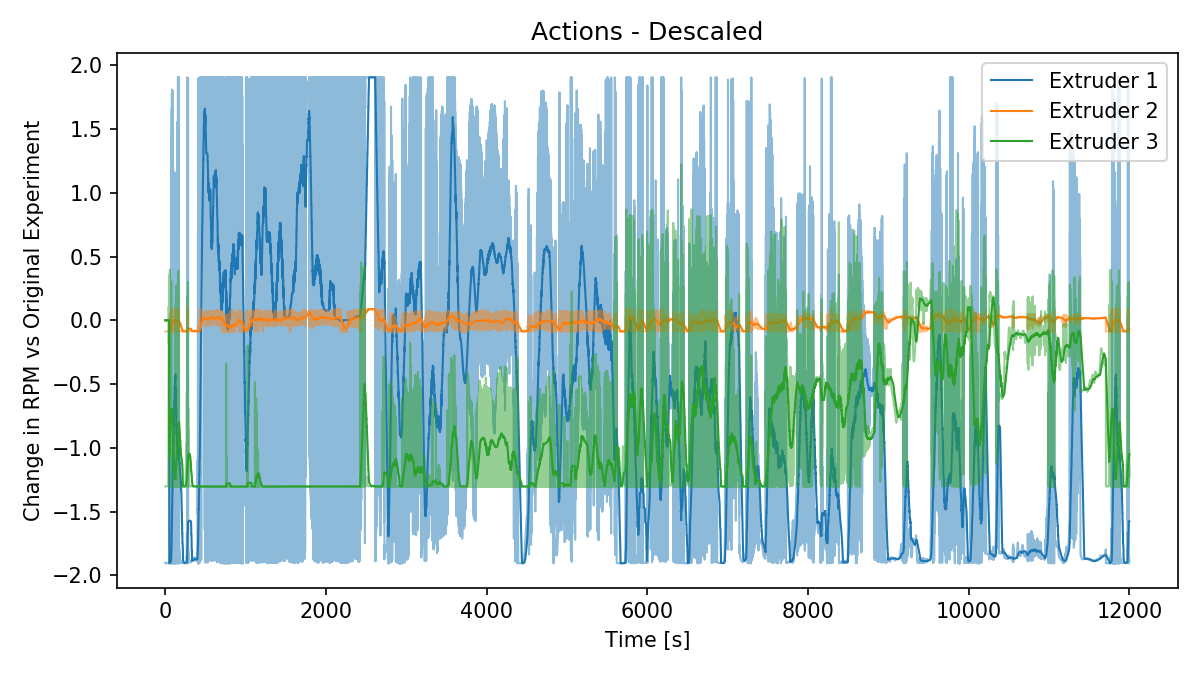 Actions - Descaled
Change in RPM vs Original Experiment
2.0
1.5
1.0
0.5
0.0
−0.5
−1.0
−1.5
−2.0
Extruder 1
Extruder 2
Extruder 3
0 2000 4000 6000 8000 10000 12000
Time [s]